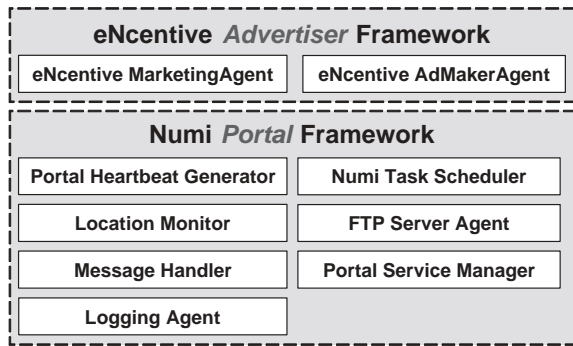 eNcentive Advertiser Framework
eNcentive MarketingAgent
eNcentive AdMakerAgent
Numi Portal Framework
Portal Heartbeat Generator
Numi Task Scheduler
Location Monitor
FTP Server Agent
Message Handler
Portal Service Manager
Logging Agent